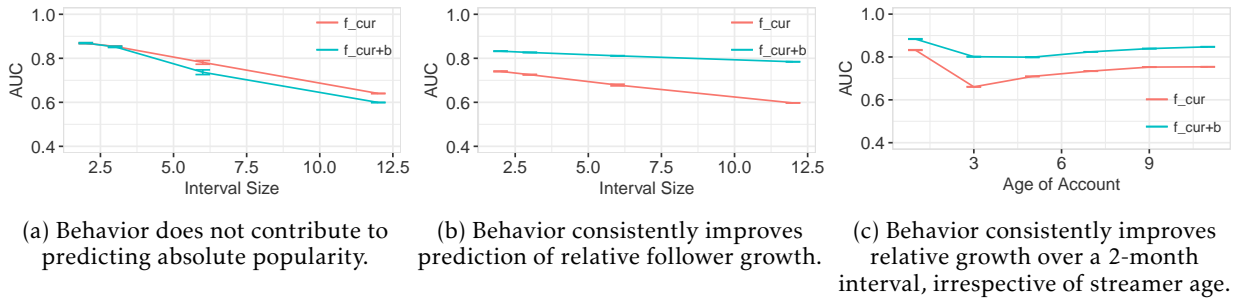 1.0
0.8
0.6
0.4
AUC
f_cur
f_cur+b
2.5 5.0 7.5 10.0 12.5
Interval Size
(a) Behavior does not contribute to
predicting absolute popularity.
1.0
0.8
0.6
0.4
AUC
f_cur
f_cur+b
2.5 5.0 7.5 10.0 12.5
Interval Size
(b) Behavior consistently improves
prediction of relative follower growth.
1.0
0.8
0.6
0.4
AUC
f_cur
f_cur+b
3 6 9
Age of Account
(c) Behavior consistently improves
relative growth over a 2-month
interval, irrespective of streamer age.